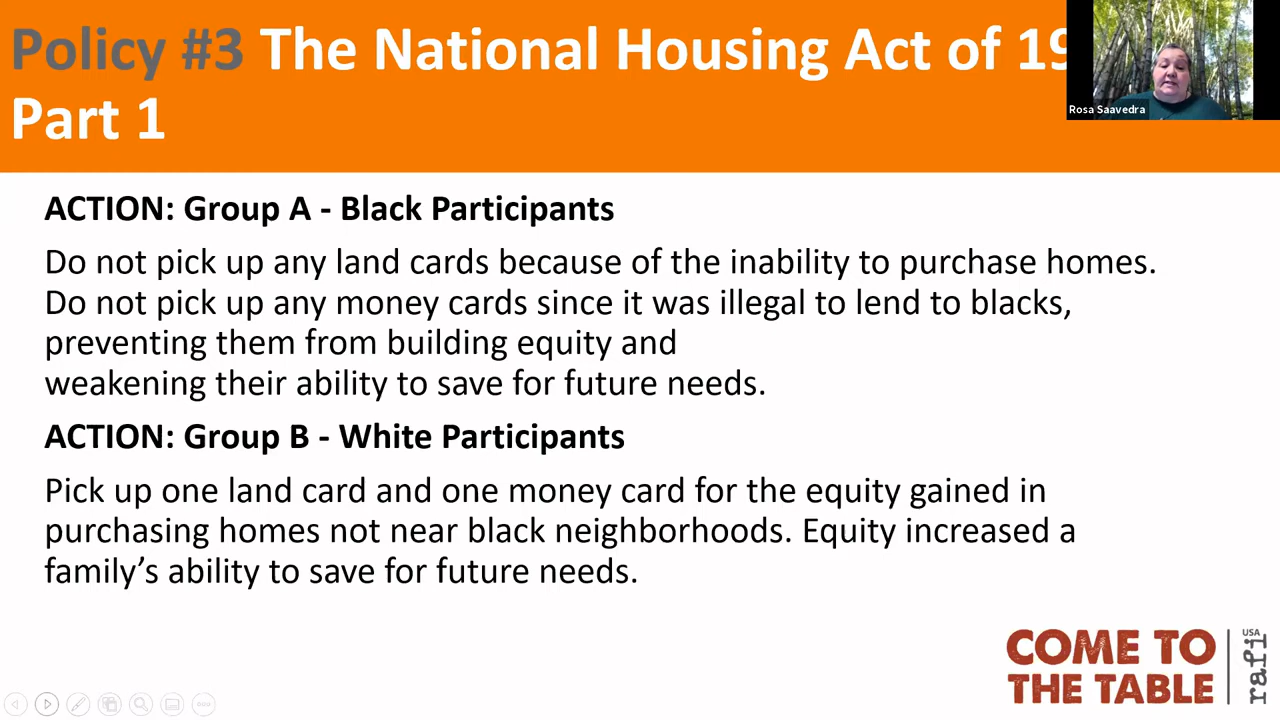 Policy #3 The National Housing Act of 19
Part 1
Rosa Saavedra
ACTION: Group A - Black Participants
Do not pick up any land cards because of the inability to purchase homes.
Do not pick up any money cards since it was illegal to lend to blacks,
preventing them from building equity and
weakening their ability to save for future needs.
ACTION: Group B - White Participants
Pick up one land card and one money card for the equity gained in
purchasing homes not near black neighborhoods. Equity increased a
family’s ability to save for future needs.
COME TO
THE TABLE
rafi
USA